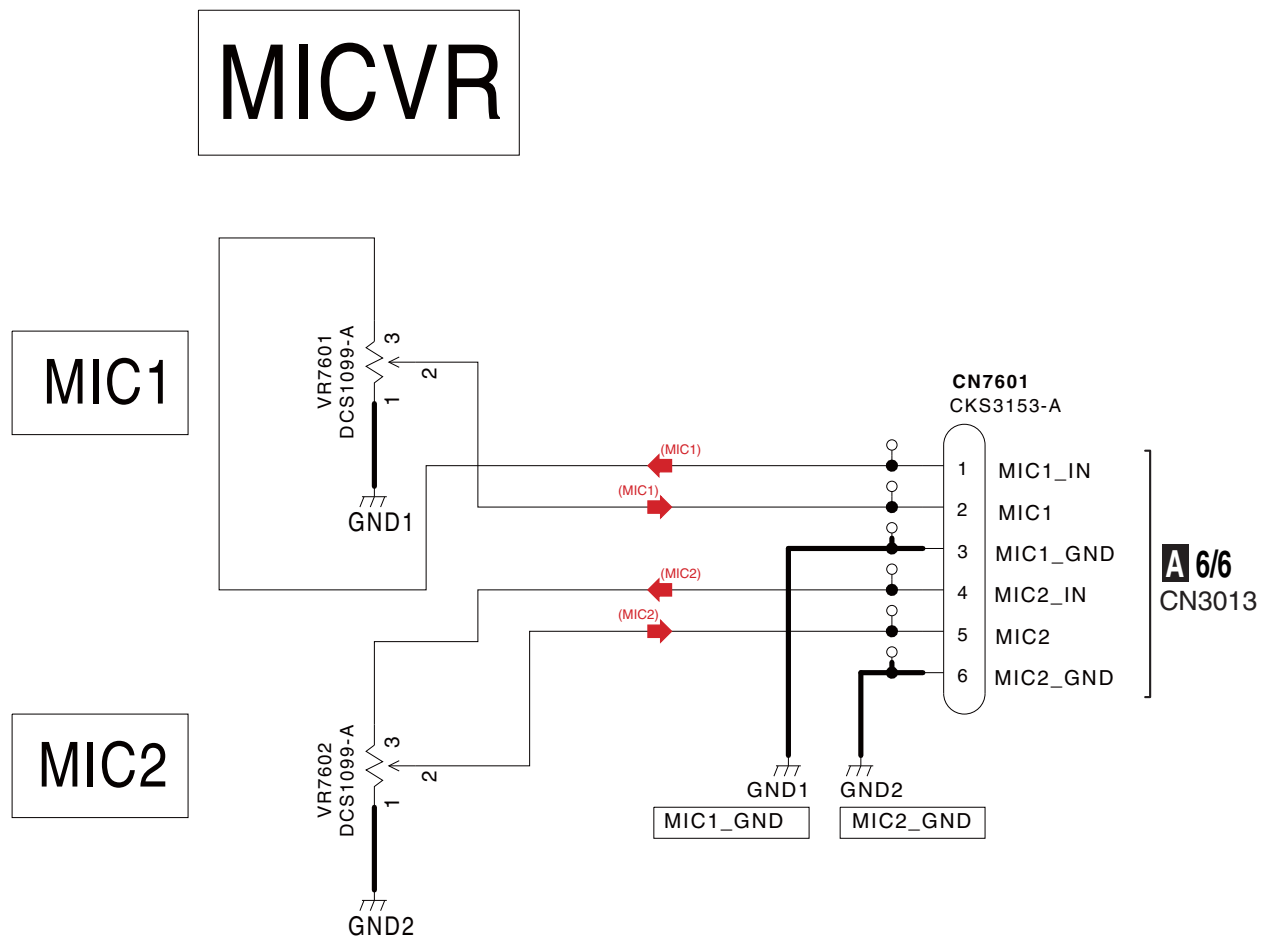 MICVR
MIC1
VR7601
DCS1099-A
3
2
1
GND1
CN7601
CKS3153-A
(MIC1)
1 MIC1_IN
(MIC1)
2 MIC1
3 MIC1_GND
(MIC2)
4 MIC2_IN
(MIC2)
5 MIC2
6 MIC2_GND
A 6/6
CN3013
MIC2
VR7602
DCS1099-A
3
2
1
GND2
GND1 GND2
MIC1_GND MIC2_GND